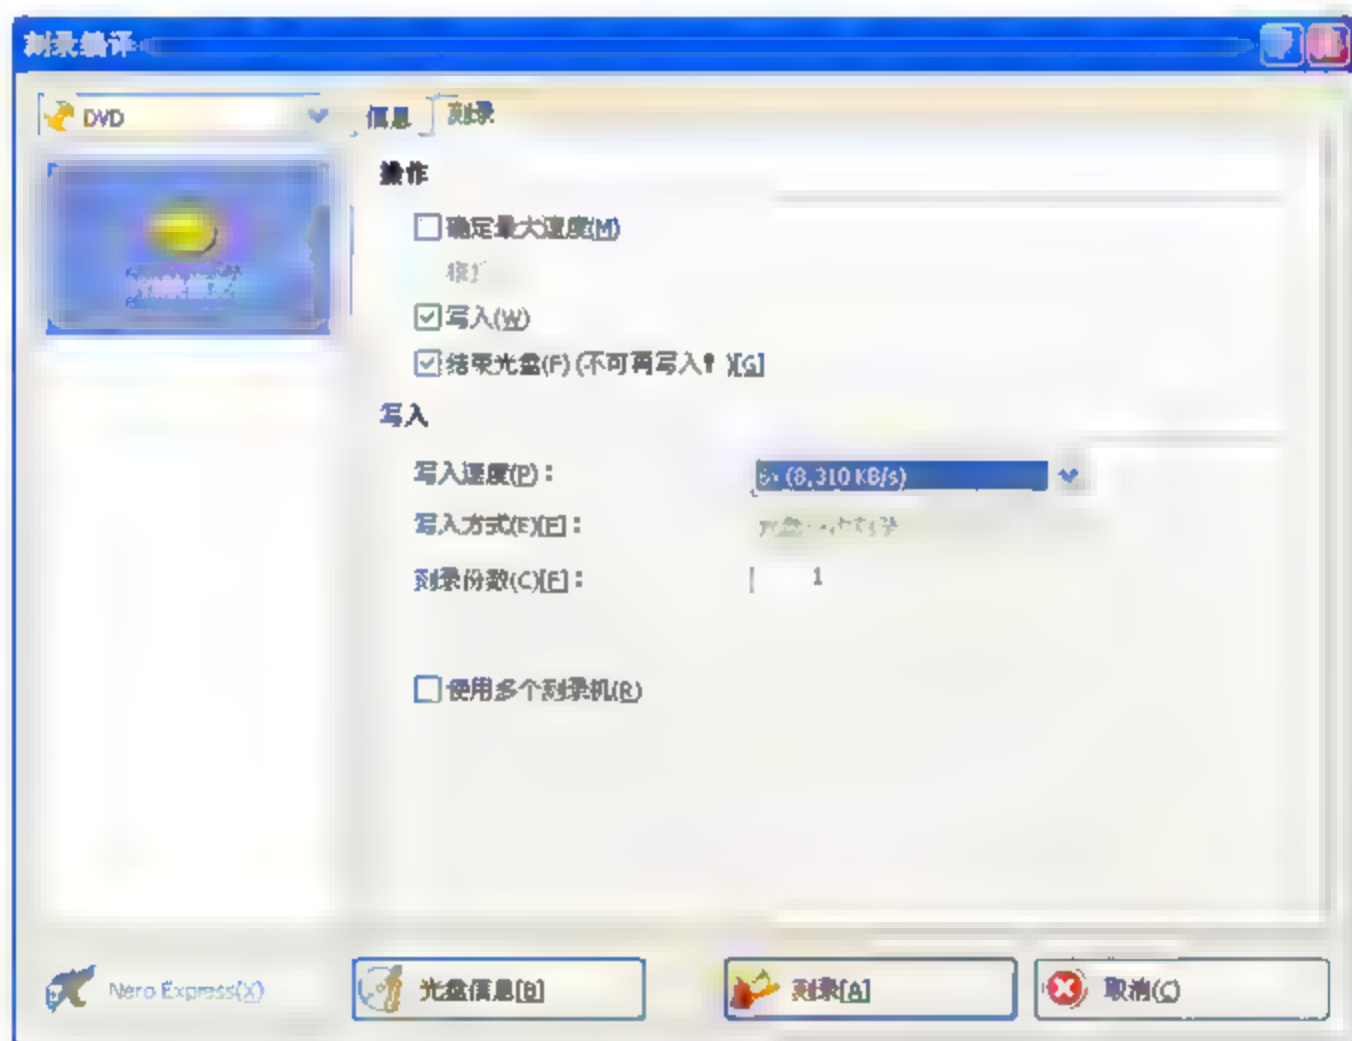 刻录编译
DVD
信息 刻录
操作
确定最大速度(M)
写入(W)
结束光盘(F) (不可再写入! )[G]
写入
写入速度(P):
(8,310 KB/s)
写入方式(E)[E]:
刻录份数(C)[E]:
1
使用多个刻录机(R)
Nero Express(X)
光盘信息[B]
刻录[A]
取消(C)